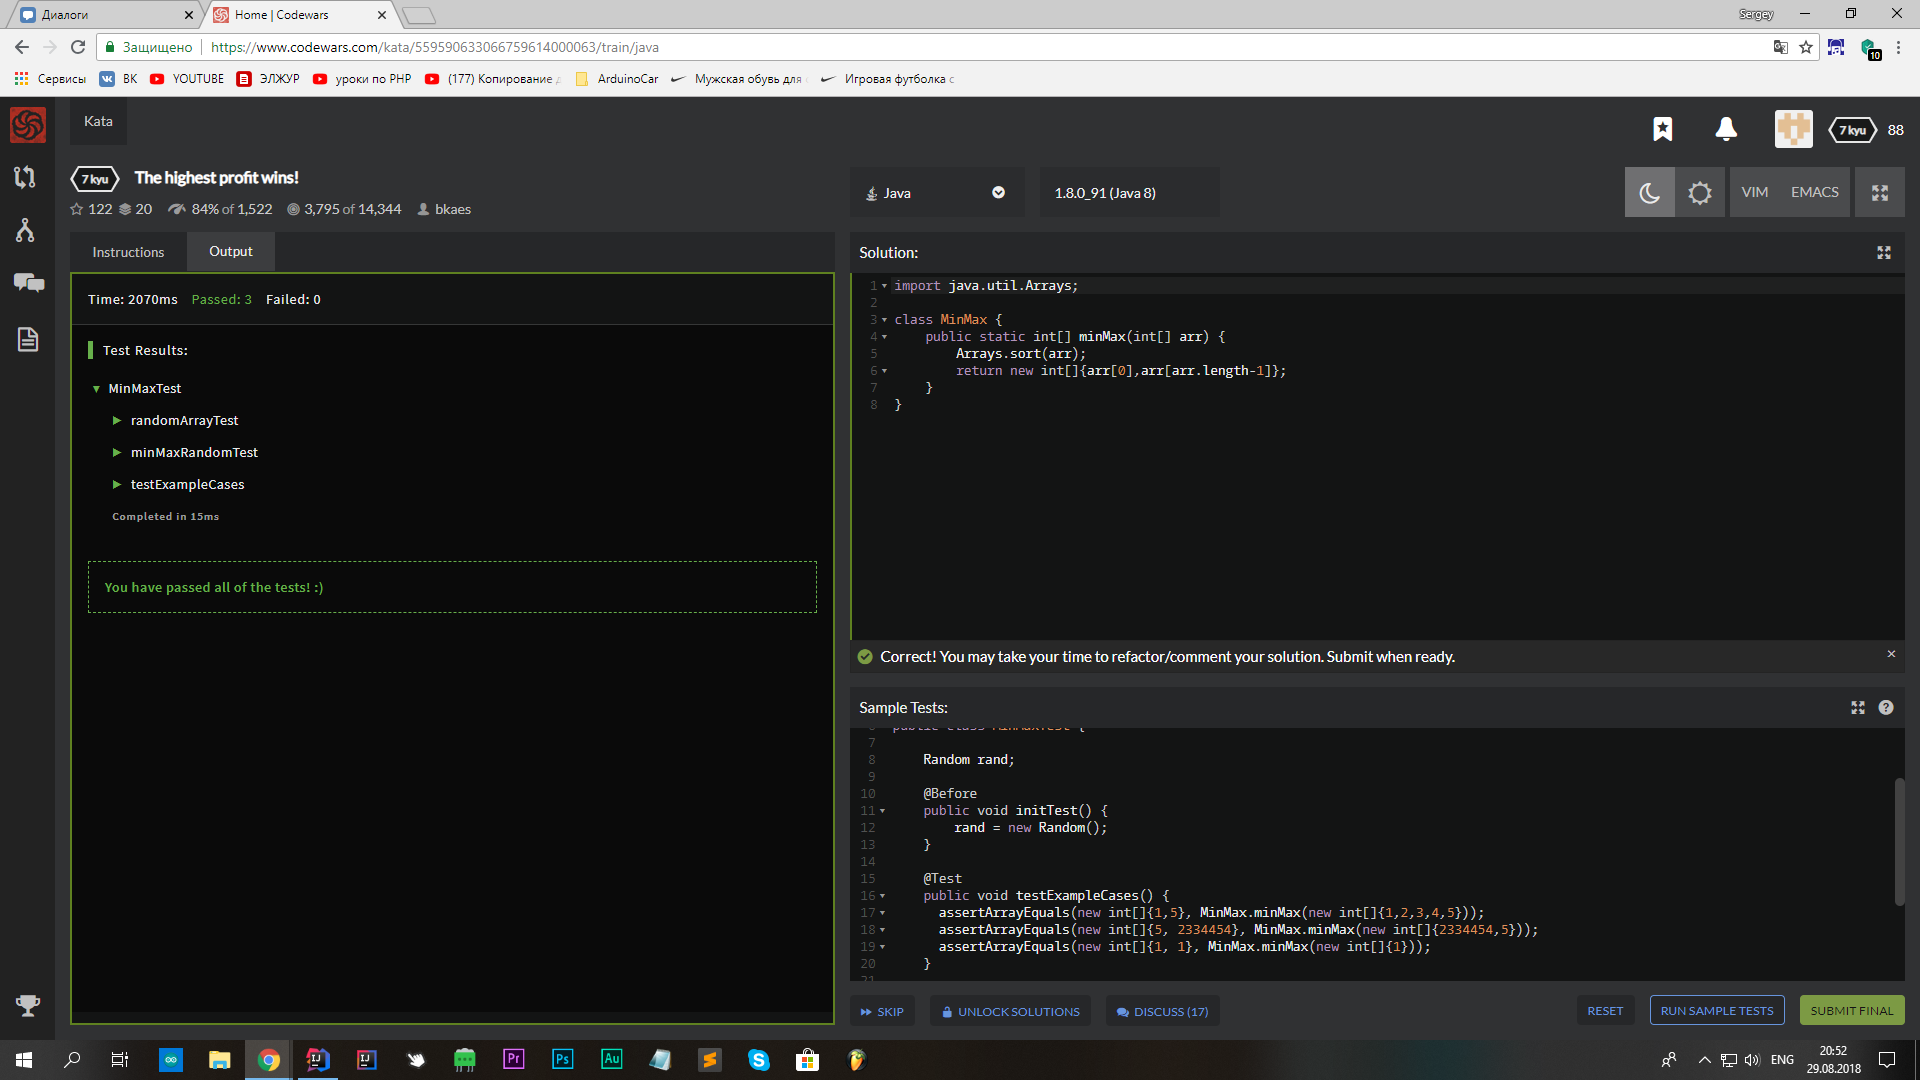 Диалоги
Home | Codewars
Sergey
Защищено
https://www.codewars.com/kata/559590633066759614000063/train/java
10
Сервисы
ВК
YOUTUBE
ЭЛЖУР
уроки по PHP
(177) Копирование
ArduinoCar
Мужская обувь для
Игровая футболка с
Kata
7 kyu
88
7 kyu
The highest profit wins!
122
20
84% of 1,522
3,795 of 14,344
bkaes
Java
1.8.0_91 (Java 8)
VIM
EMACS
Instructions
Output
Time: 2070ms Passed: 3 Failed: 0
Test Results:
MinMaxTest
randomArrayTest
minMaxRandomTest
testExampleCases
Completed in 15ms
You have passed all of the tests! :)
Solution:
1 import java.util.Arrays;
2
3 class MinMax {
4 public static int[] minMax(int[] arr) {
5 Arrays.sort(arr);
6 return new int[]{arr[0],arr[arr.length-1]};
7 }
8 }
Correct! You may take your time to refactor/comment your solution. Submit when ready.
Sample Tests:
6 public class MinMaxTest {
7
8 Random rand;
9
10 @Before
11 public void initTest() {
12 rand = new Random();
13 }
14
15 @Test
16 public void testExampleCases() {
17 assertArrayEquals(new int[]{1,5}, MinMax.minMax(new int[]{1,2,3,4,5}));
18 assertArrayEquals(new int[]{5, 2334454}, MinMax.minMax(new int[]{2334454,5}));
19 assertArrayEquals(new int[]{1, 1}, MinMax.minMax(new int[]{1}));
20 }
21
SKIP
UNLOCK SOLUTIONS
DISCUSS (17)
RESET
RUN SAMPLE TESTS
SUBMIT FINAL
IJ
IJ
Pr
Ps
Au
ENG
20:52
29.08.2018